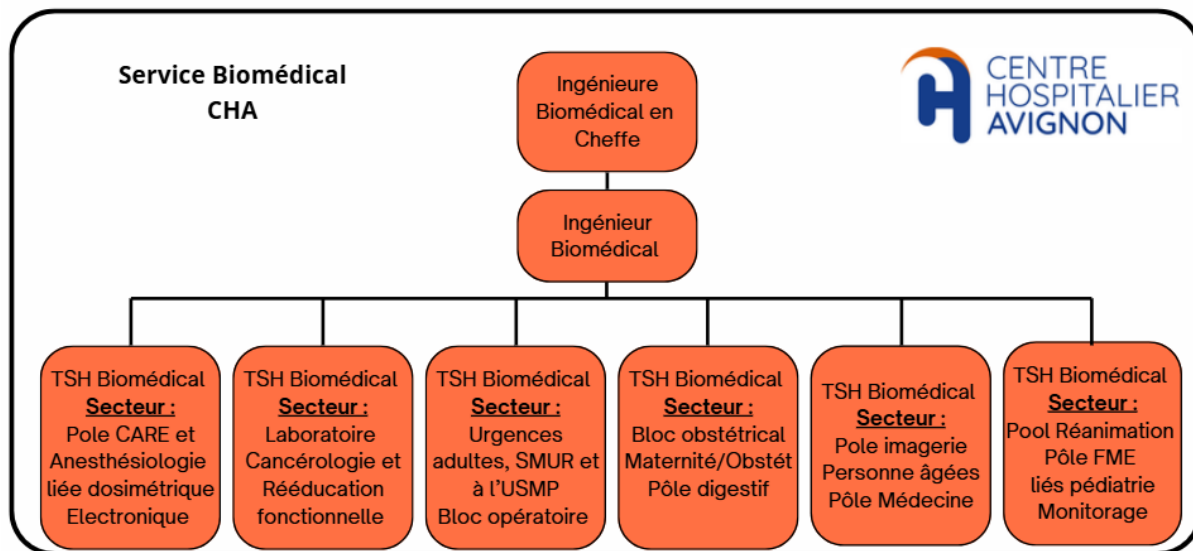 Service Biomédical
CHA
CENTRE
HOSPITALIER
AVIGNON
Ingénieure
Biomédical en
Cheffe
Ingénieur
Biomédical
TSH Biomédical
Secteur :
Pole CARE et
Anesthésiologie
liée dosimétrique
Electronique
TSH Biomédical
Secteur :
Laboratoire
Cancérologie et
Rééducation
fonctionnelle
TSH Biomédical
Secteur :
Urgences
adultes, SMUR et
à l'USMP
Bloc opératoire
TSH Biomédical
Secteur :
Bloc obstétrical
Maternité/Obstét
Pôle digestif
TSH Biomédical
Secteur :
Pole imagerie
Personne âgées
Pôle Médecine
TSH Biomédical
Secteur :
Pool Réanimation
Pôle FME
liés pédiatrie
Monitorage